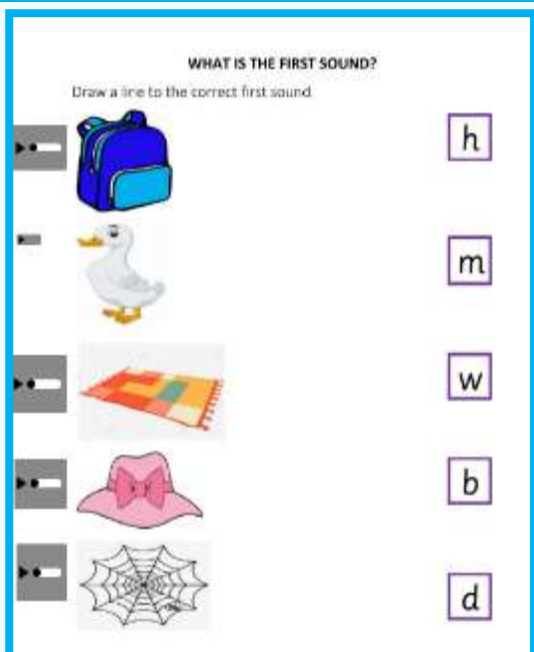 WHAT IS THE FIRST SOUND?
Draw a line to the correct first sound
h
m
w
b
d